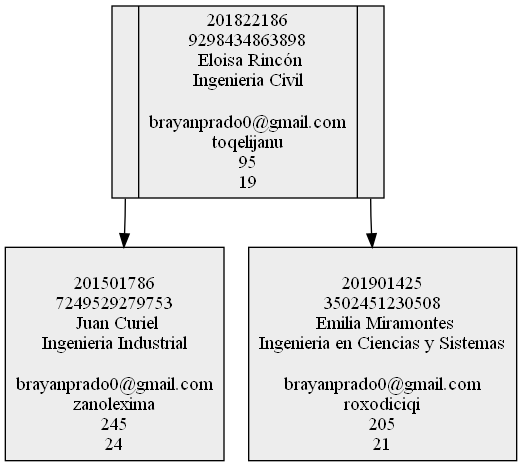 201822186
9298434863898
Eloisa Rincón
Ingenieria Civil
brayanprado0@gmail.com
toqelijanu
95
19
201501786
7249529279753
Juan Curiel
Ingenieria Industrial
brayanprado0@gmail.com
zanolexima
245
24
201901425
3502451230508
Emilia Miramontes
Ingenieria en Ciencias y Sistemas
brayanprado0@gmail.com
roxodiciqi
205
21